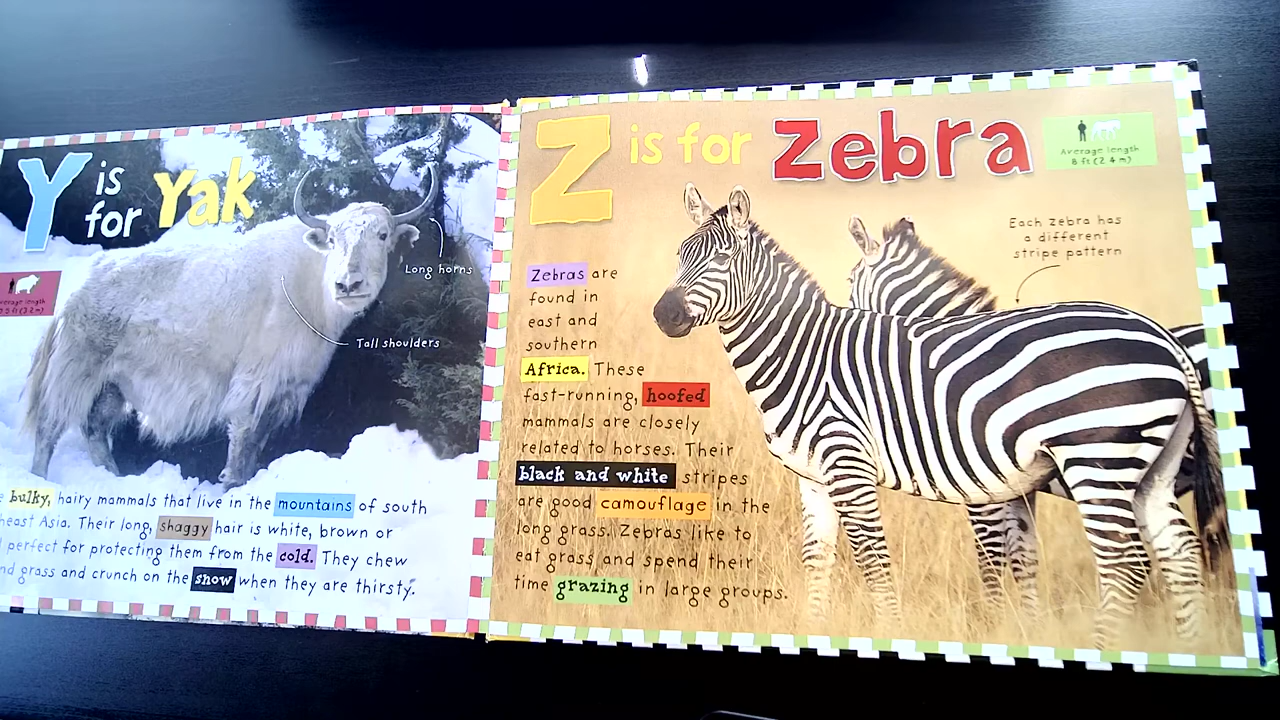 Y is
for Yak
Long horns
Tall shoulders
average length
bulky, hairy mammals that live in the mountains of south
Asia. Their long, shaggy hair is white, brown or
perfect for protecting them from the cold. They chew
grass and crunch on the snow when they are thirsty.
Z is for Zebra
Average length
8 ft (2.4 m)
Each zebra has
a different
stripe pattern
Zebras are
found in
east and
southern
Africa. These
fast-running, hoofed
mammals are closely
related to horses. Their
black and white stripes
are good camouflage in the
long grass. Zebras like to
eat grass and spend their
time grazing in large groups.